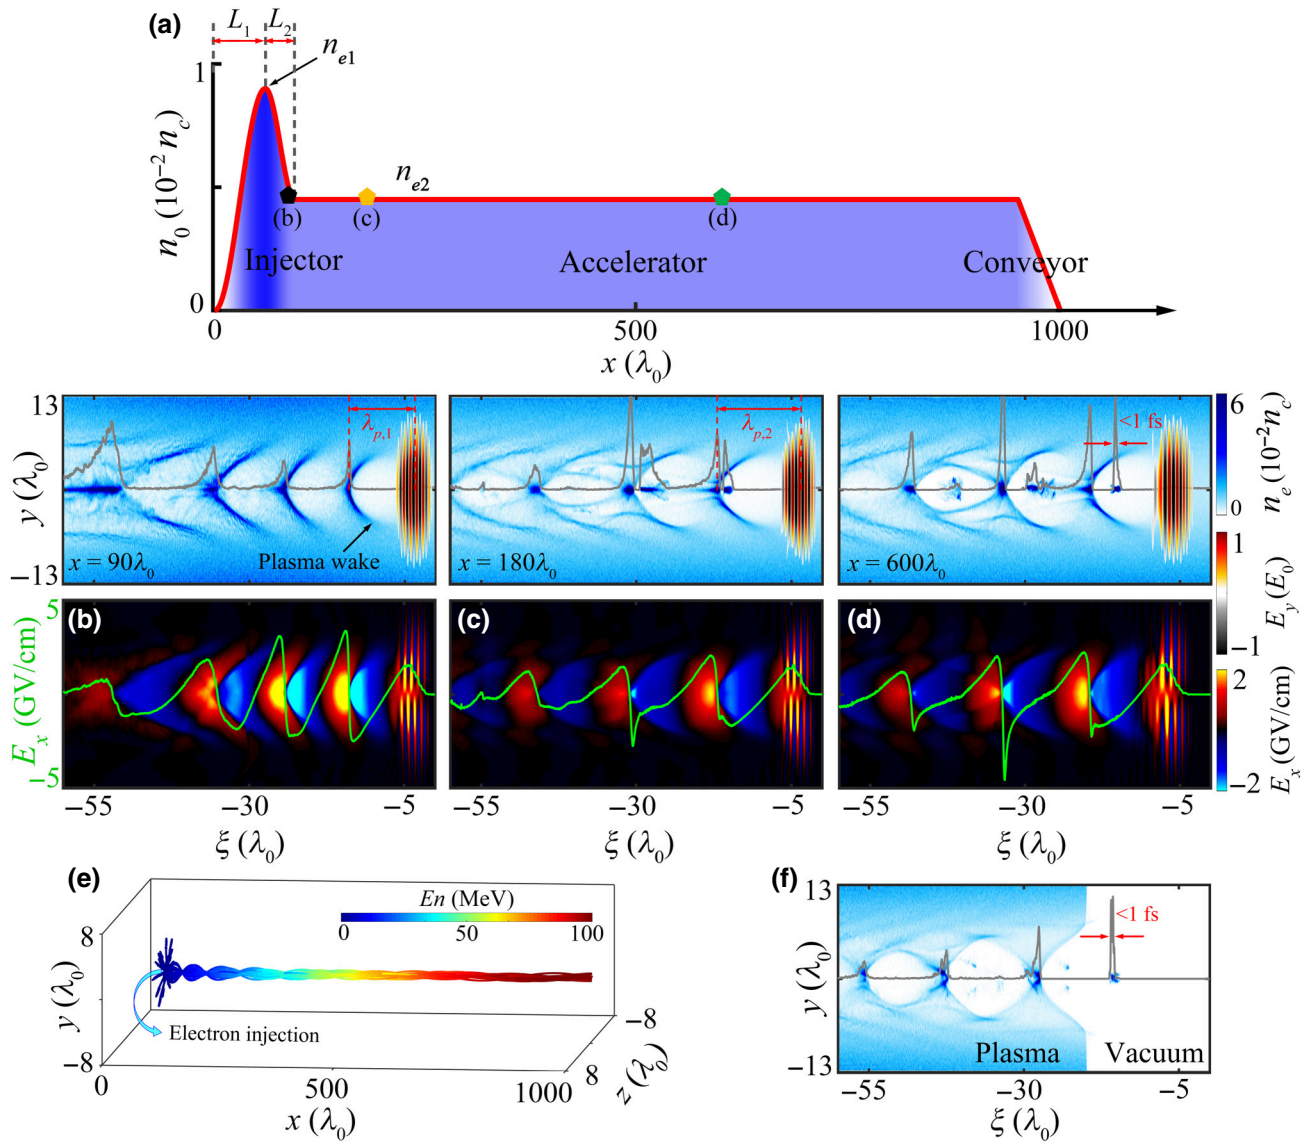 (a)
L1 L2
ne1
1
n0 (10−2 nc)
ne2
(b) (c) (d)
Injector Accelerator Conveyor
0
0 500 1000
x (λ0)
13
λp,1
λp,2
<1 fs
6
ne (10−2nc)
0
y (λ0)
Plasma wake
−13
x = 90λ0
x = 180λ0
x = 600λ0
1
Ey (E0)
−1
5
(b)
(c)
(d)
Ex (GV/cm)
−5
2
Ex (GV/cm)
−2
−55 −30 −5
−55 −30 −5
−55 −30 −5
ξ (λ0)
ξ (λ0)
ξ (λ0)
(e)
En (MeV)
0 50 100
8
y (λ0)
−8
Electron injection
0 500 1000
x (λ0)
8
−8
z (λ0)
(f)
13
<1 fs
y (λ0)
Plasma Vacuum
−13
−55 −30 −5
ξ (λ0)